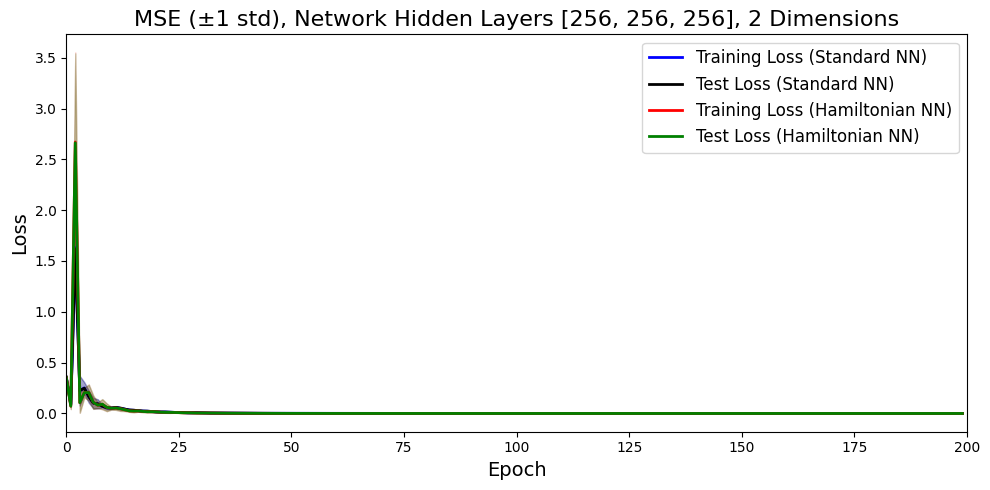 MSE (±1 std), Network Hidden Layers [256, 256, 256], 2 Dimensions
Training Loss (Standard NN)
Test Loss (Standard NN)
Training Loss (Hamiltonian NN)
Test Loss (Hamiltonian NN)
Loss
3.5
3.0
2.5
2.0
1.5
1.0
0.5
0.0
0 25 50 75 100 125 150 175 200
Epoch